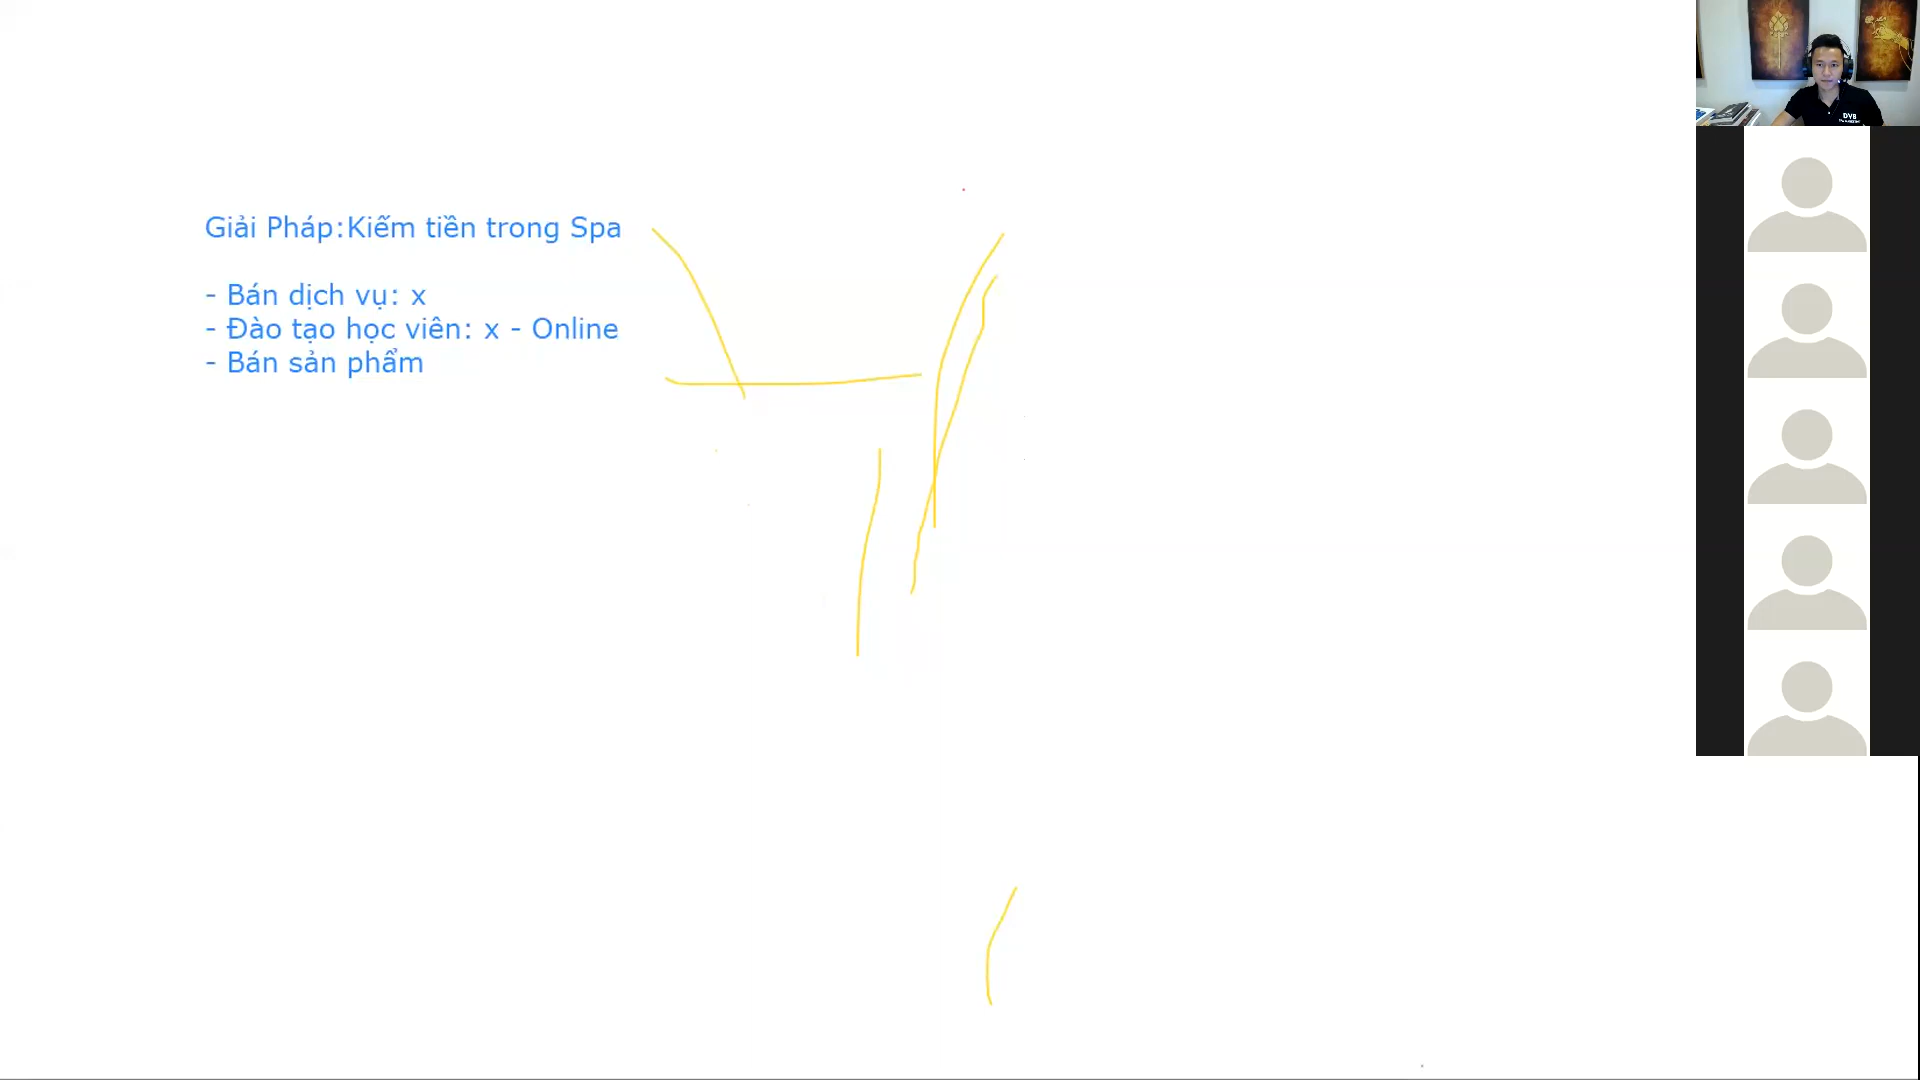 Giải Pháp:Kiếm tiền trong Spa
- Bán dịch vụ: x
- Đào tạo học viên: x - Online
- Bán sản phẩm